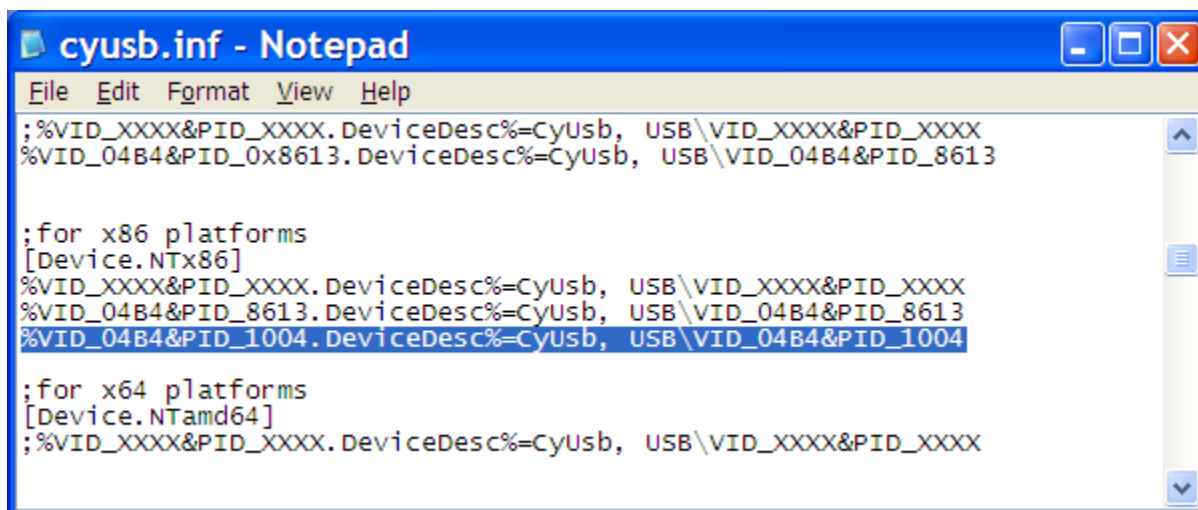 cyusb.inf - Notepad
File Edit Format View Help
;%VID_XXXX&PID_XXXX.DeviceDesc%=CyUsb, USB\VID_XXXX&PID_XXXX
%VID_04B4&PID_0x8613.DeviceDesc%=CyUsb, USB\VID_04B4&PID_8613
;for x86 platforms
[Device.NTx86]
%VID_XXXX&PID_XXXX.DeviceDesc%=CyUsb, USB\VID_XXXX&PID_XXXX
%VID_04B4&PID_8613.DeviceDesc%=CyUsb, USB\VID_04B4&PID_8613
%VID_04B4&PID_1004.DeviceDesc%=CyUsb, USB\VID_04B4&PID_1004
;for x64 platforms
[Device.NTamd64]
;%VID_XXXX&PID_XXXX.DeviceDesc%=CyUsb, USB\VID_XXXX&PID_XXXX